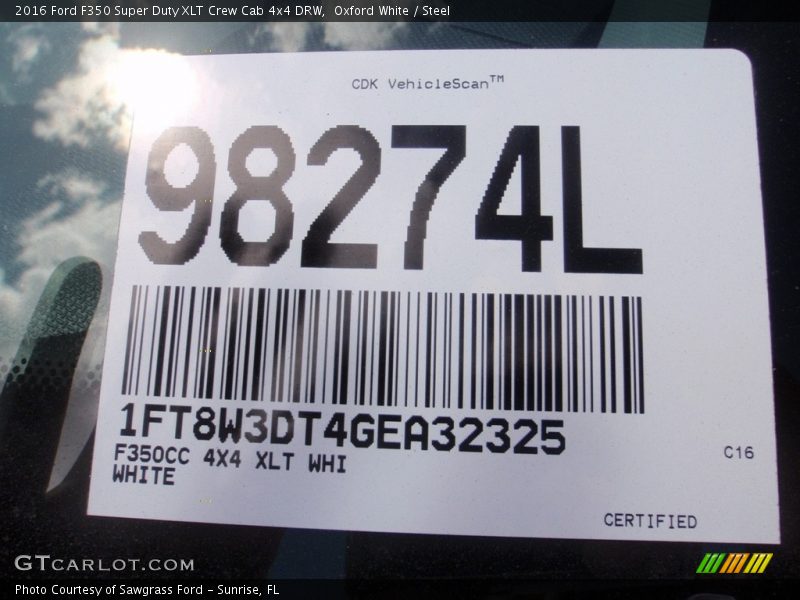 2016 Ford F350 Super Duty XLT Crew Cab 4x4 DRW, Oxford White / Steel
CDK VehicleScan™
98274L
1FT8W3DT4GEA32325
F350CC 4X4 XLT WHI
WHITE
C16
CERTIFIED
GTCARLOT.COM
Photo Courtesy of Sawgrass Ford - Sunrise, FL